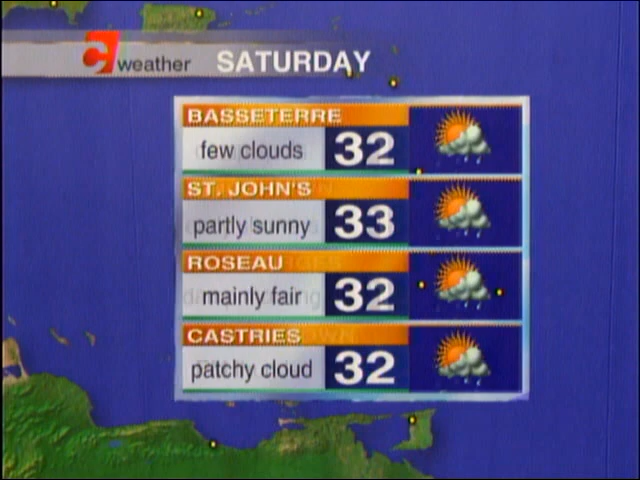 weather SATURDAY
BASSETERRE
few clouds 32
ST. JOHN'S
partly sunny 33
ROSEAU
mainly fair 32
CASTRIES
patchy cloud 32